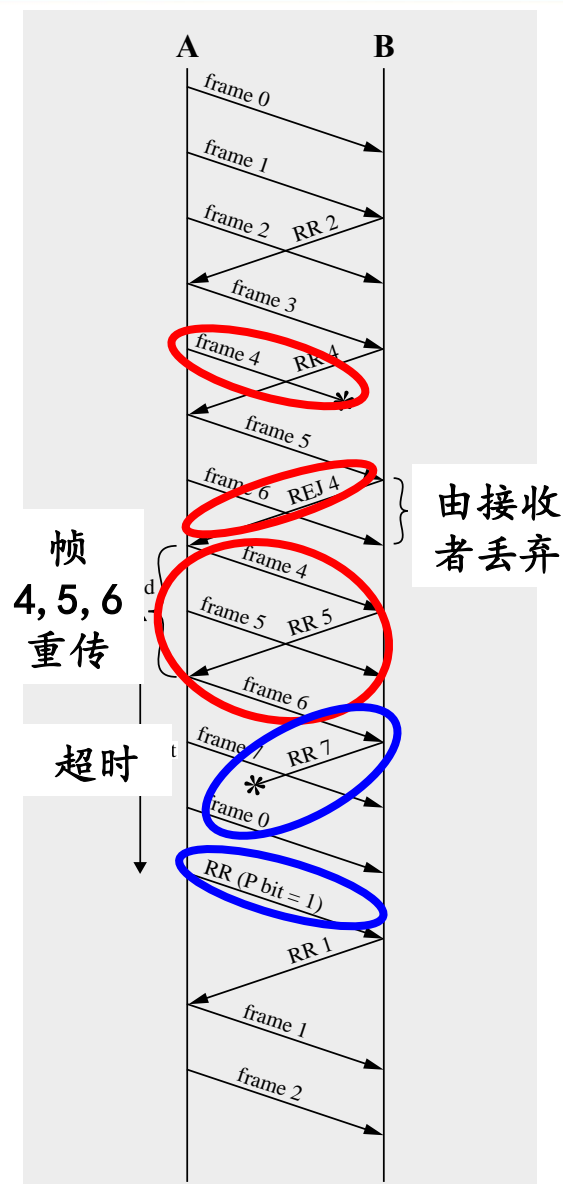 A
B
frame 0
frame 1
frame 2
RR 2
frame 3
frame 4
RR 4
*
frame 5
frame 6
REJ 4
由接收
者丢弃
帧
4,5,6
重传
d
frame 4
frame 5
RR 5
frame 6
超时
t
frame 7
RR 7
*
frame 0
RR (P bit = 1)
RR 1
frame 1
frame 2